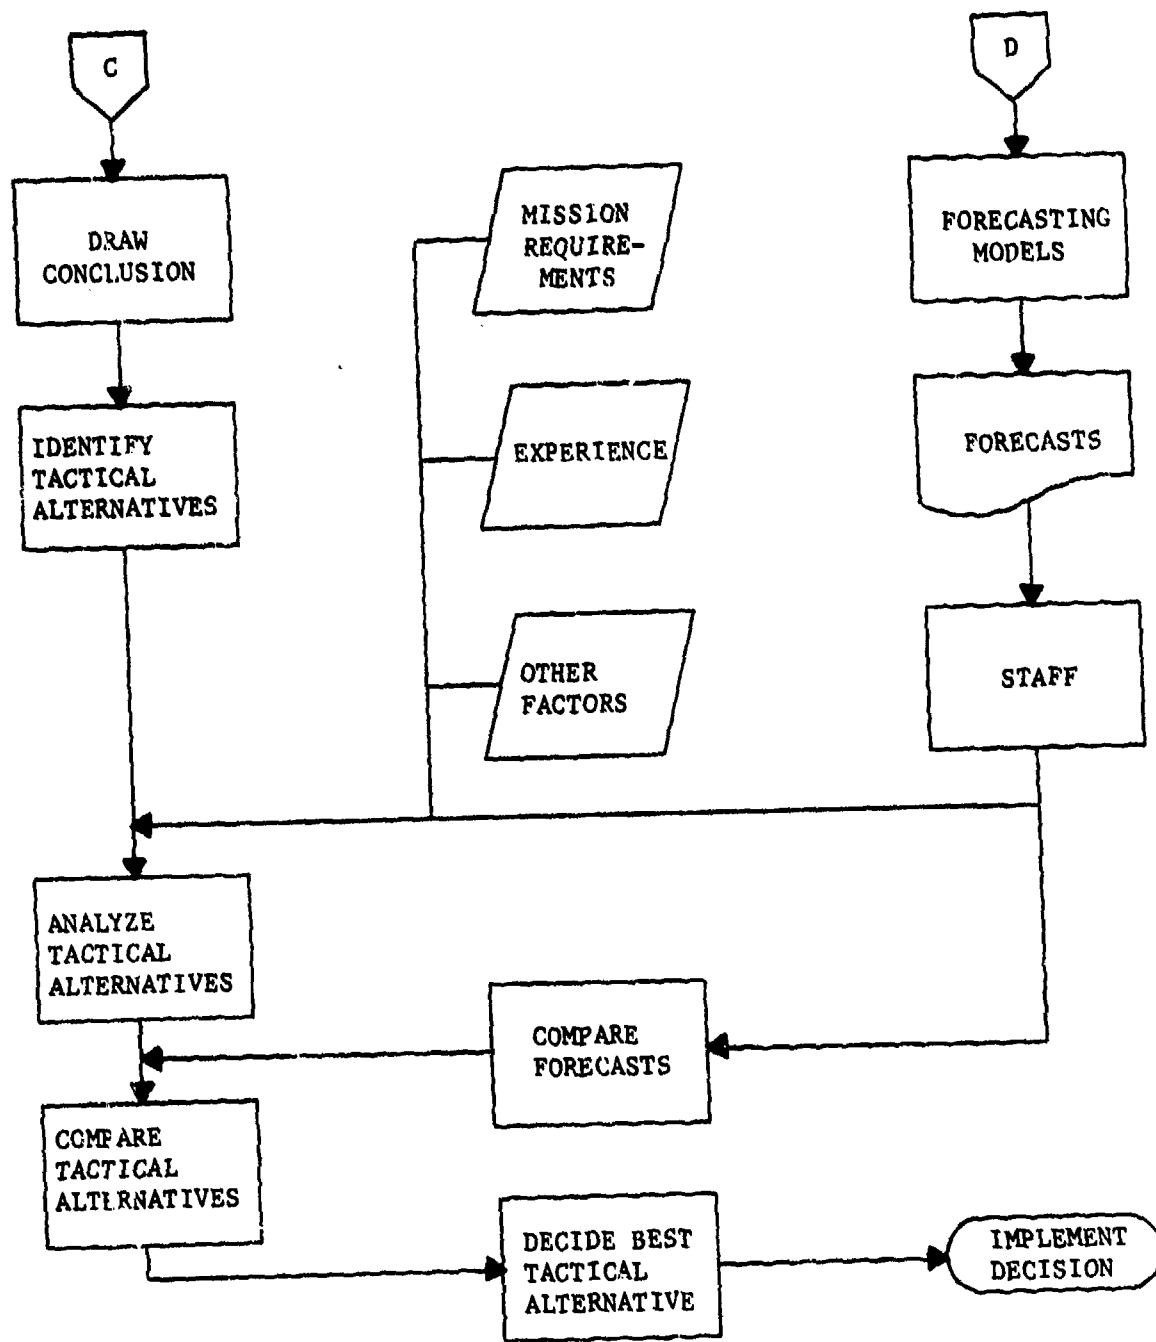 C
D
DRAW
CONCLUSION
MISSION
REQUIRE-
MENTS
FORECASTING
MODELS
IDENTIFY
TACTICAL
ALTERNATIVES
EXPERIENCE
FORECASTS
OTHER
FACTORS
STAFF
ANALYZE
TACTICAL
ALTERNATIVES
COMPARE
FORECASTS
COMPARE
TACTICAL
ALTERNATIVES
DECIDE BEST
TACTICAL
ALTERNATIVE
IMPLEMENT
DECISION